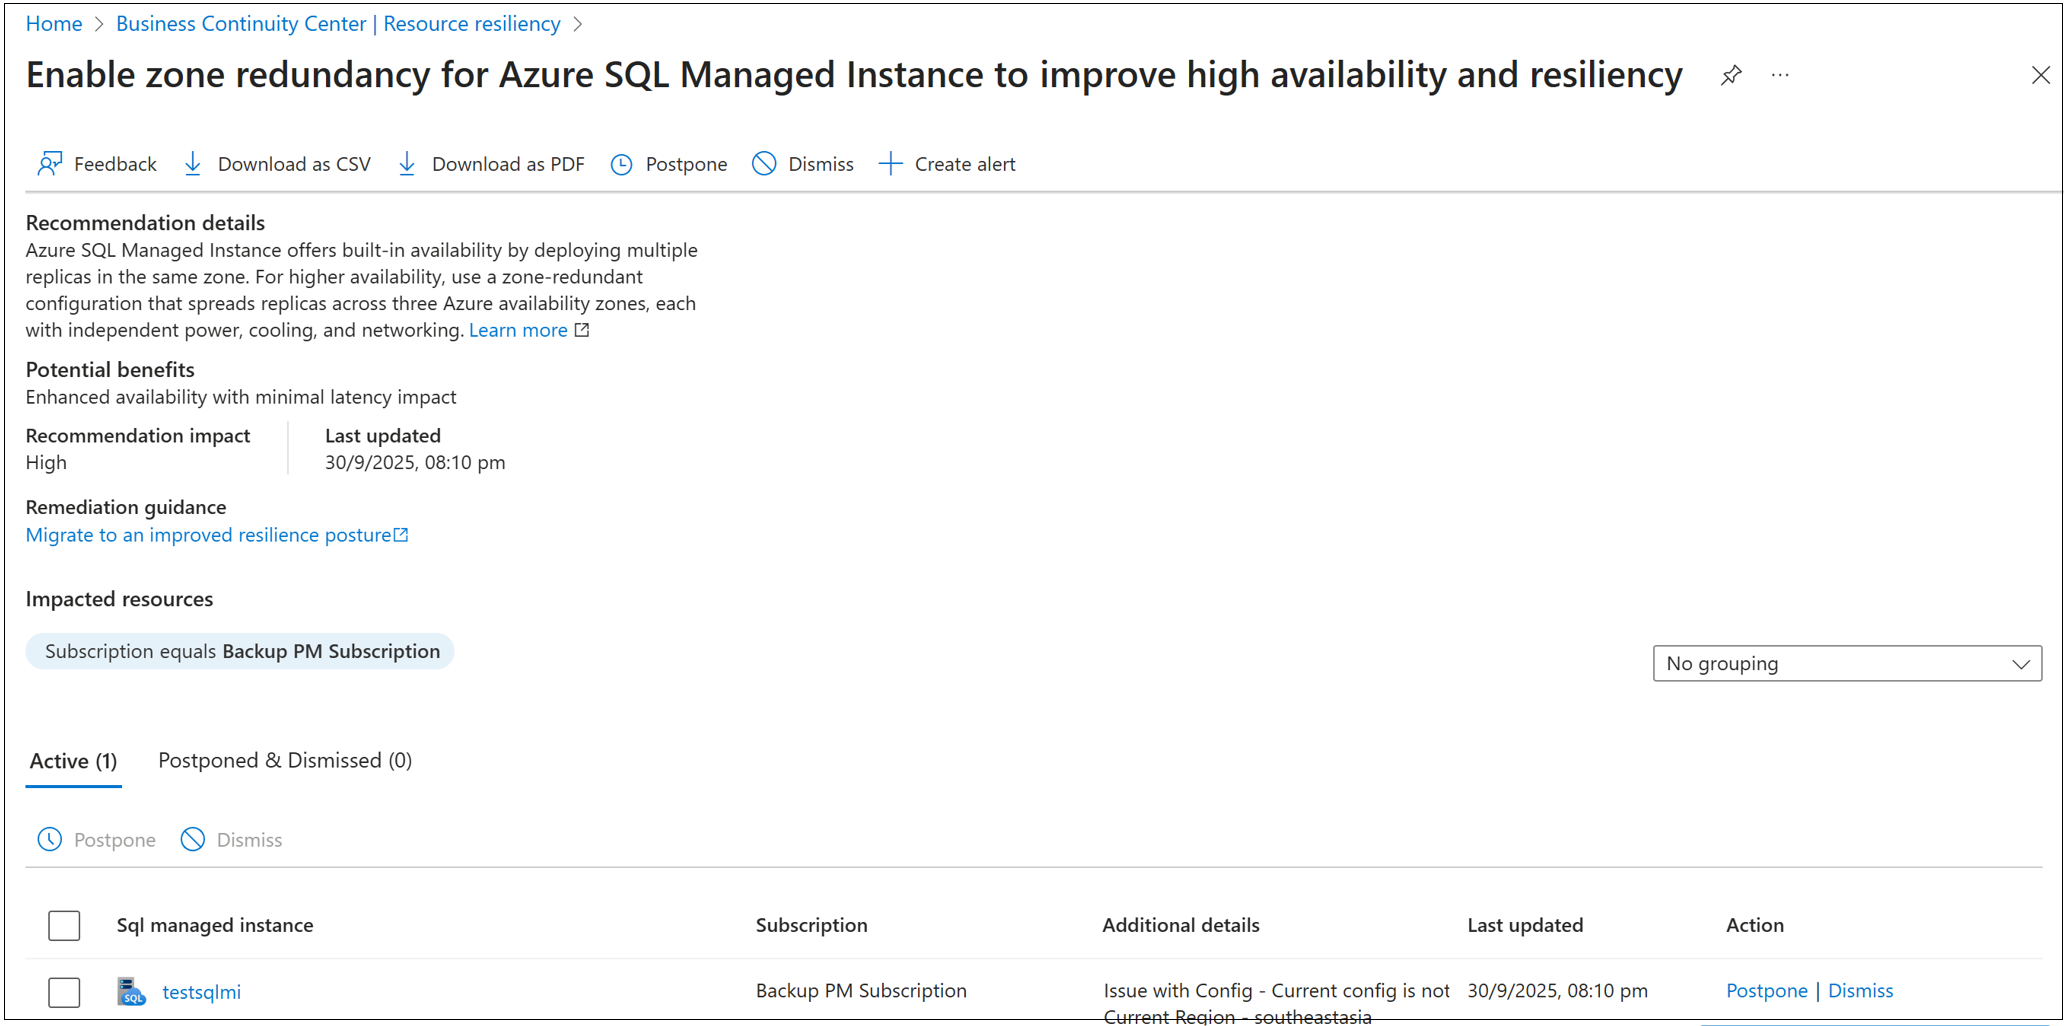 Home > Business Continuity Center | Resource resiliency >
Enable zone redundancy for Azure SQL Managed Instance to improve high availability and resiliency
Feedback Download as CSV Download as PDF Postpone Dismiss Create alert
Recommendation details
Azure SQL Managed Instance offers built-in availability by deploying multiple
replicas in the same zone. For higher availability, use a zone-redundant
configuration that spreads replicas across three Azure availability zones, each
with independent power, cooling, and networking. Learn more
Potential benefits
Enhanced availability with minimal latency impact
Recommendation impact Last updated
High 30/9/2025, 08:10 pm
Remediation guidance
Migrate to an improved resilience posture
Impacted resources
Subscription equals Backup PM Subscription
No grouping
Active (1) Postponed & Dismissed (0)
Postpone Dismiss
Sql managed instance Subscription Additional details Last updated Action
SQL testsqlmi Backup PM Subscription Issue with Config - Current config is not 30/9/2025, 08:10 pm Postpone | Dismiss
Current Region - southeastasia